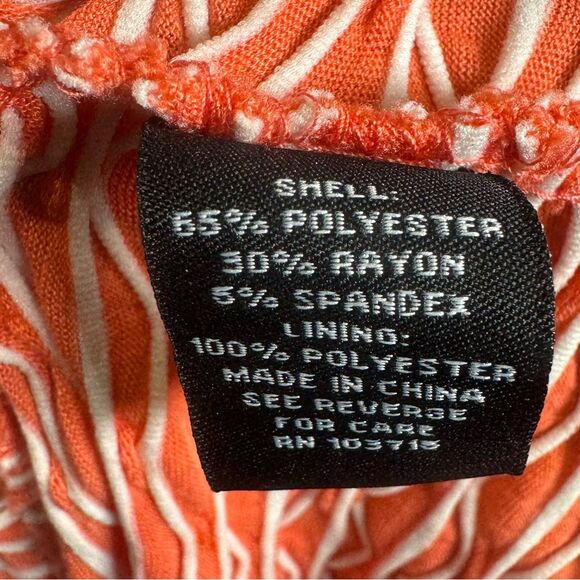 SHELL:
65% POLYESTER
30% RAYON
5% SPANDEX
LINING:
100% POLYESTER
MADE IN CHINA
SEE REVERSE
FOR CARE
RN 103715